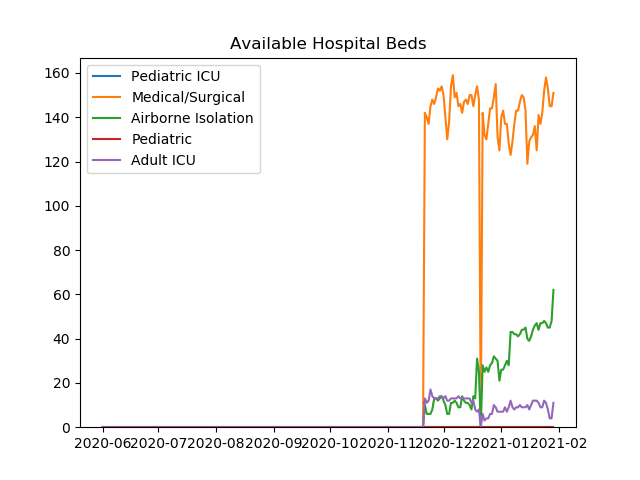 Available Hospital Beds
Pediatric ICU
Medical/Surgical
Airborne Isolation
Pediatric
Adult ICU
160
140
120
100
80
60
40
20
0
2020-06 2020-07 2020-08 2020-09 2020-10 2020-11 2020-12 2021-01 2021-02